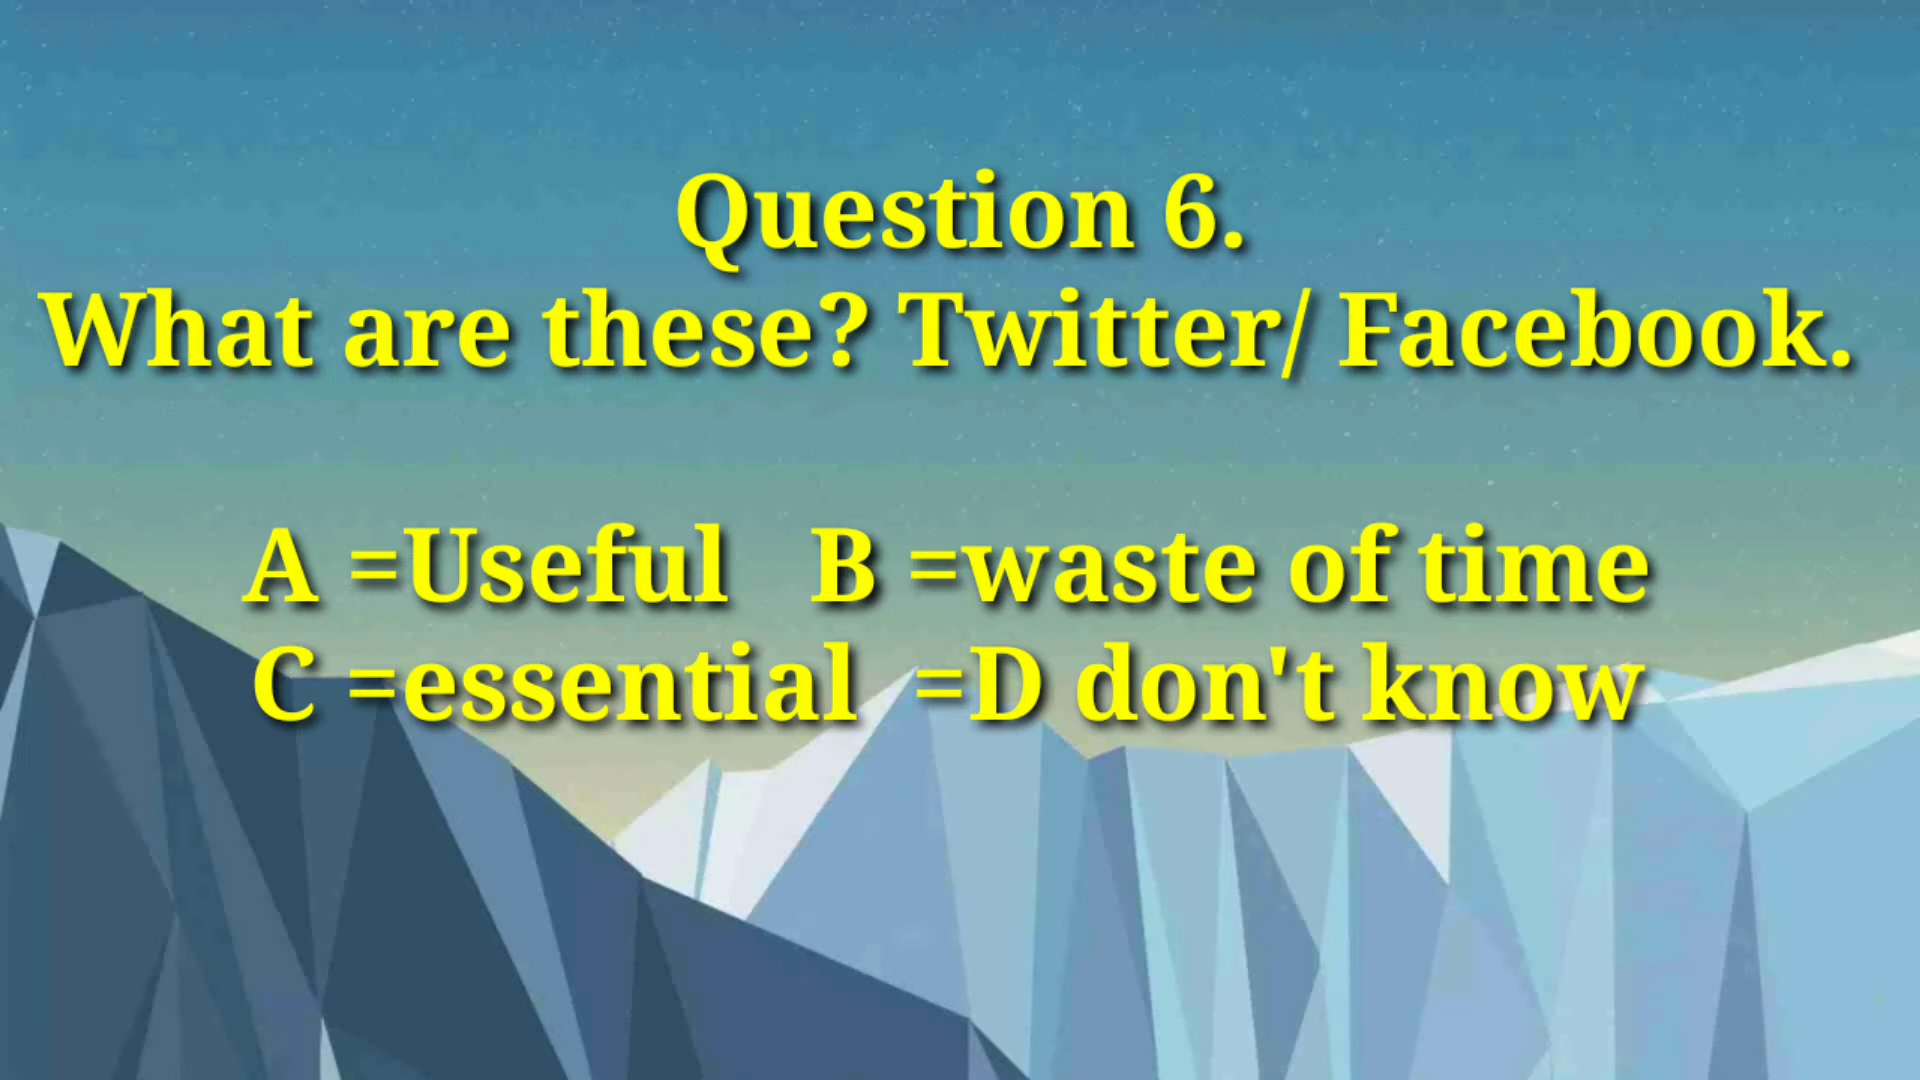 Question 6.
What are these? Twitter/ Facebook.
A =Useful   B =waste of time
C =essential  =D don't know